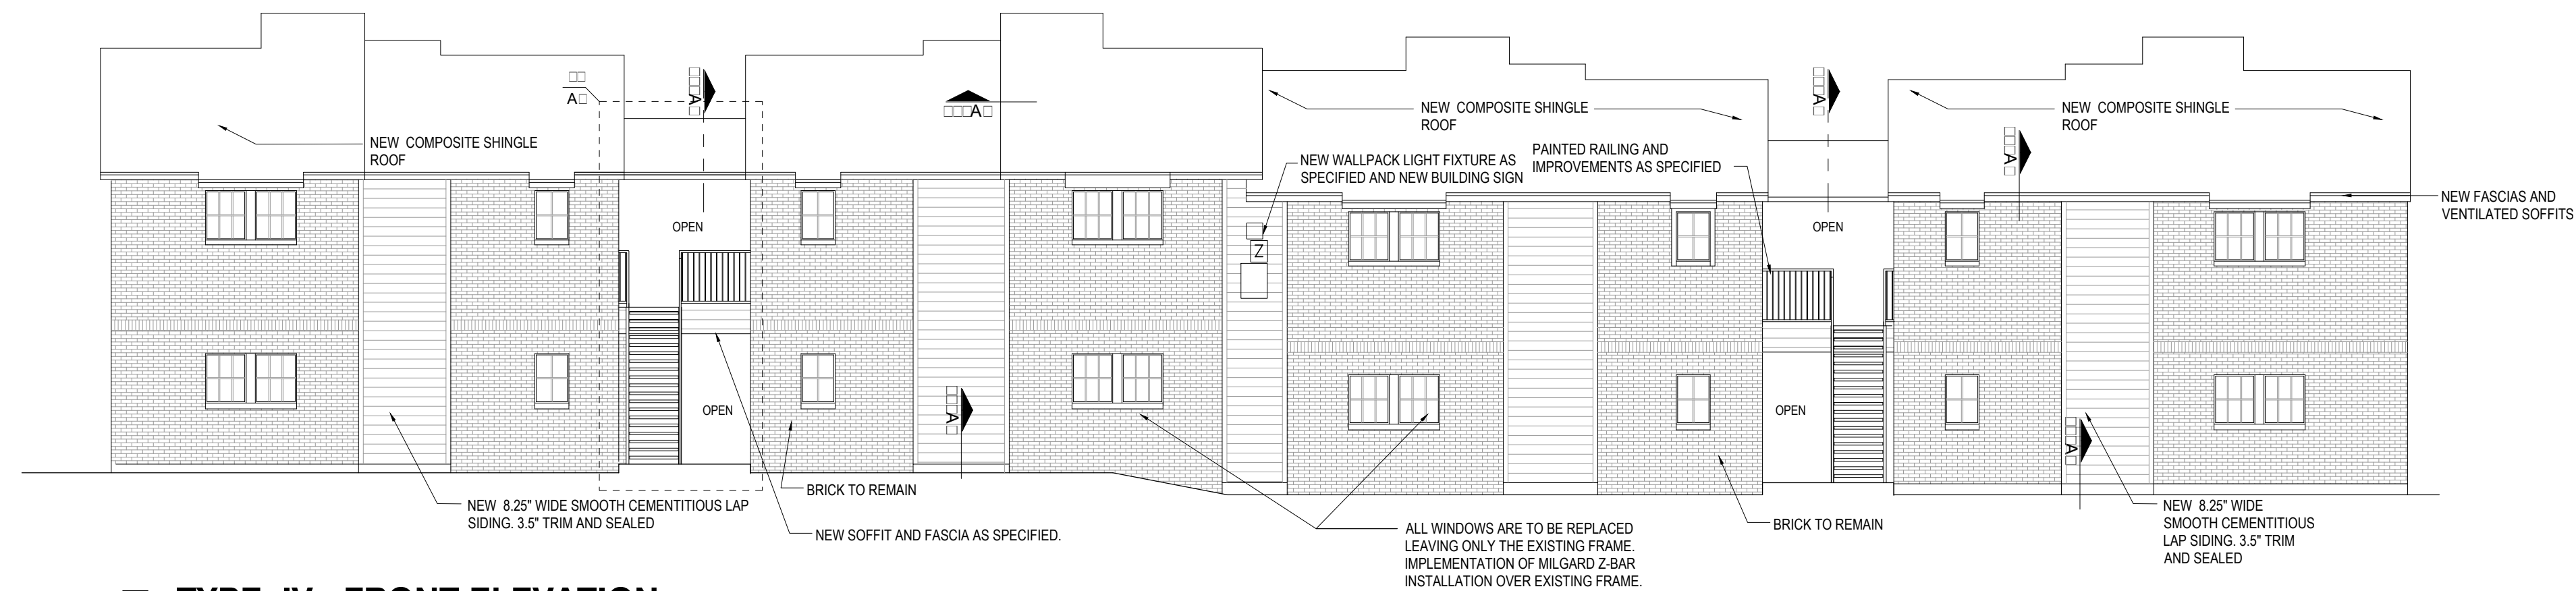 A
A
A
A
NEW COMPOSITE SHINGLE
ROOF
NEW COMPOSITE SHINGLE
ROOF
NEW COMPOSITE SHINGLE
ROOF
A
NEW WALLPACK LIGHT FIXTURE AS
SPECIFIED AND NEW BUILDING SIGN
PAINTED RAILING AND
IMPROVEMENTS AS SPECIFIED
NEW FASCIAS AND
VENTILATED SOFFITS
OPEN
OPEN
Z
OPEN
OPEN
A
A
BRICK TO REMAIN
NEW 8.25" WIDE SMOOTH CEMENTITIOUS LAP
SIDING. 3.5" TRIM AND SEALED
NEW SOFFIT AND FASCIA AS SPECIFIED.
ALL WINDOWS ARE TO BE REPLACED
LEAVING ONLY THE EXISTING FRAME.
IMPLEMENTATION OF MILGARD Z-BAR
INSTALLATION OVER EXISTING FRAME.
BRICK TO REMAIN
NEW 8.25" WIDE
SMOOTH CEMENTITIOUS
LAP SIDING. 3.5" TRIM
AND SEALED
TYPE IV - FRONT ELEVATION